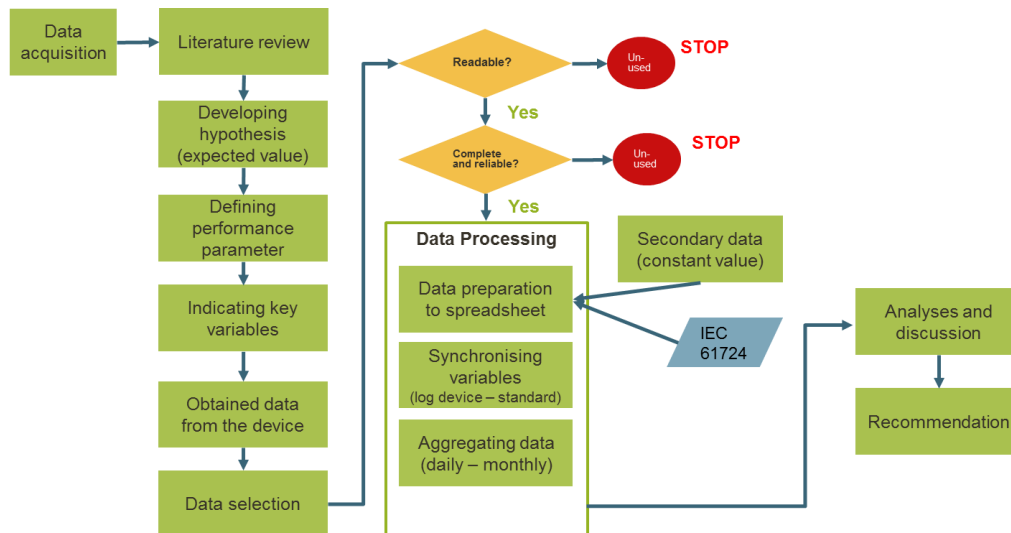 Data
acquisition
Literature review
Developing
hypothesis
(expected value)
Defining
performance
parameter
Indicating key
variables
Obtained data
from the device
Data selection
Readable?
Un-
used
STOP
Yes
Complete
and reliable?
Un-
used
STOP
Yes
Data Processing
Data preparation
to spreadsheet
Synchronising
variables
(log device – standard)
Aggregating data
(daily – monthly)
Secondary data
(constant value)
IEC
61724
Analyses and
discussion
Recommendation